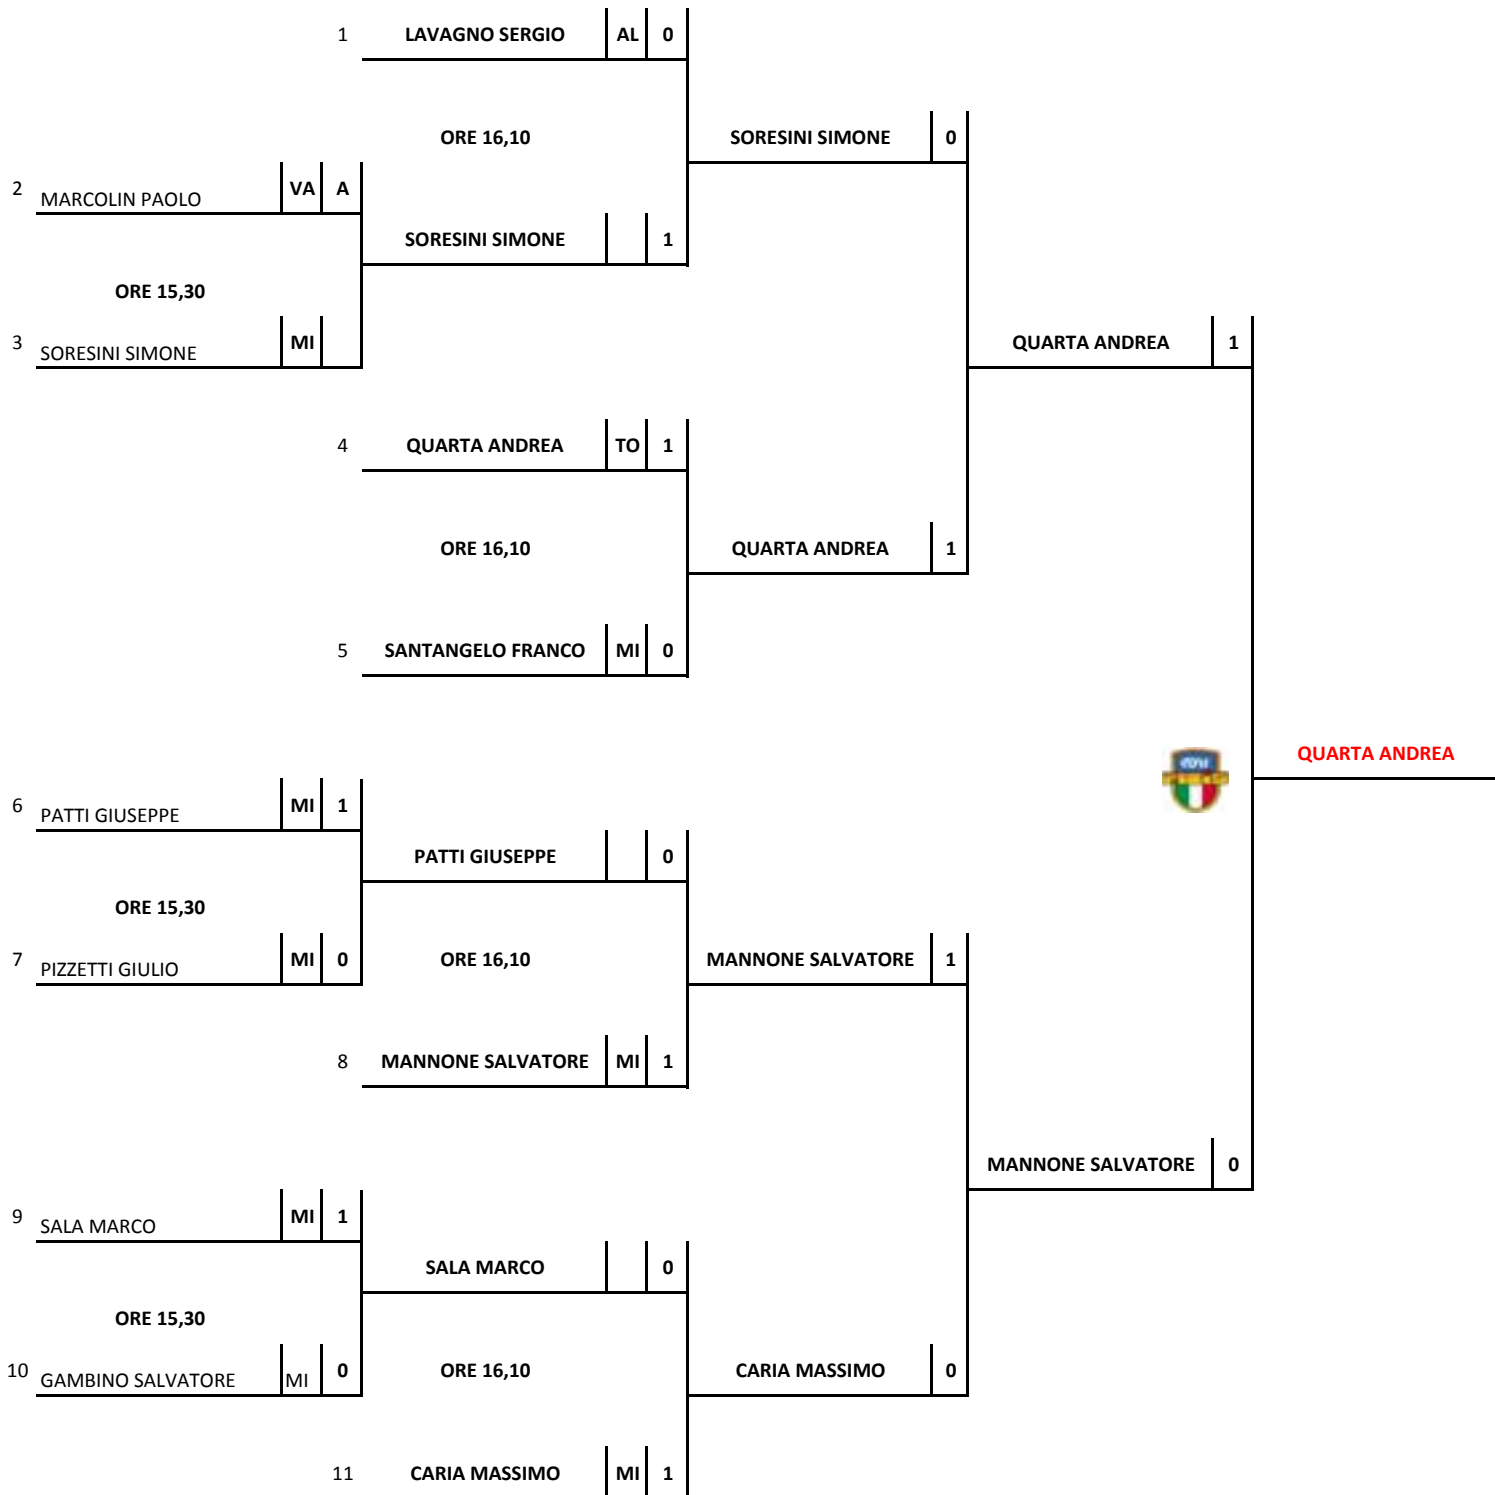 1 LAVAGNO SERGIO AL 0
ORE 16,10 SORESINI SIMONE 0
2 MARCOLIN PAOLO VA A
SORESINI SIMONE 1
ORE 15,30
3 SORESINI SIMONE MI QUARTA ANDREA 1
4 QUARTA ANDREA TO 1
ORE 16,10 QUARTA ANDREA 1
5 SANTANGELO FRANCO MI 0
QUARTA ANDREA
6 PATTI GIUSEPPE MI 1
PATTI GIUSEPPE 0
ORE 15,30
7 PIZZETTI GIULIO MI 0 ORE 16,10 MANNONE SALVATORE 1
8 MANNONE SALVATORE MI 1
MANNONE SALVATORE 0
9 SALA MARCO MI 1
SALA MARCO 0
ORE 15,30
10 GAMBINO SALVATORE MI 0 ORE 16,10 CARIA MASSIMO 0
11 CARIA MASSIMO MI 1